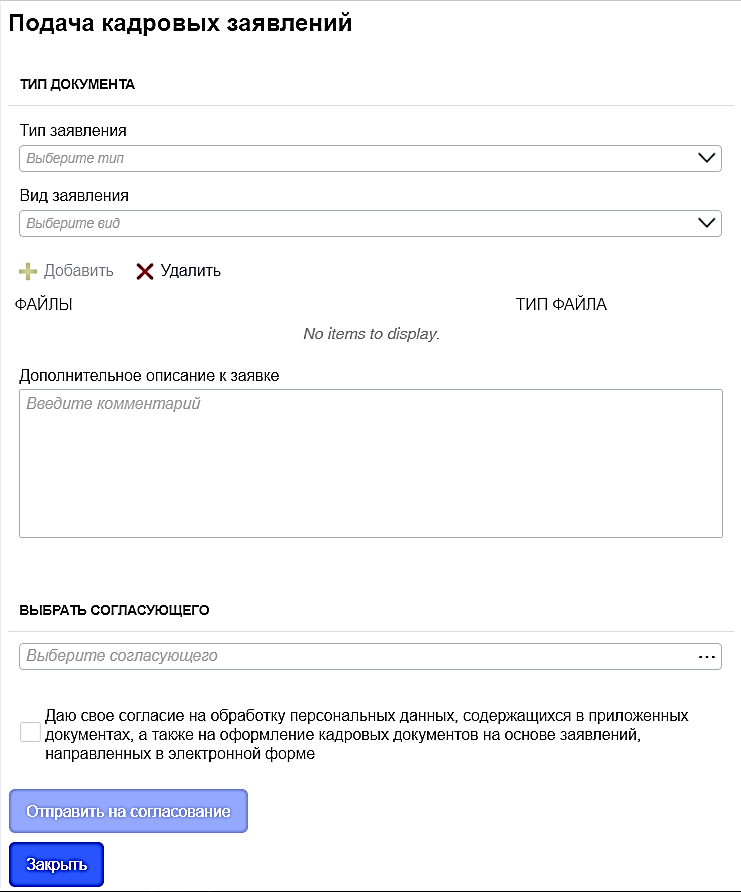 Подача кадровых заявлений
ТИП ДОКУМЕНТА
Тип заявления
Выберите тип
Вид заявления
Выберите вид
Добавить Удалить
ФАЙЛЫ ТИП ФАЙЛА
No items to display.
Дополнительное описание к заявке
Введите комментарий
ВЫБРАТЬ СОГЛАСУЮЩЕГО
Выберите согласующего ...
Даю свое согласие на обработку персональных данных, содержащихся в приложенных
документах, а также на оформление кадровых документов на основе заявлений,
направленных в электронной форме
Отправить на согласование
Закрыть